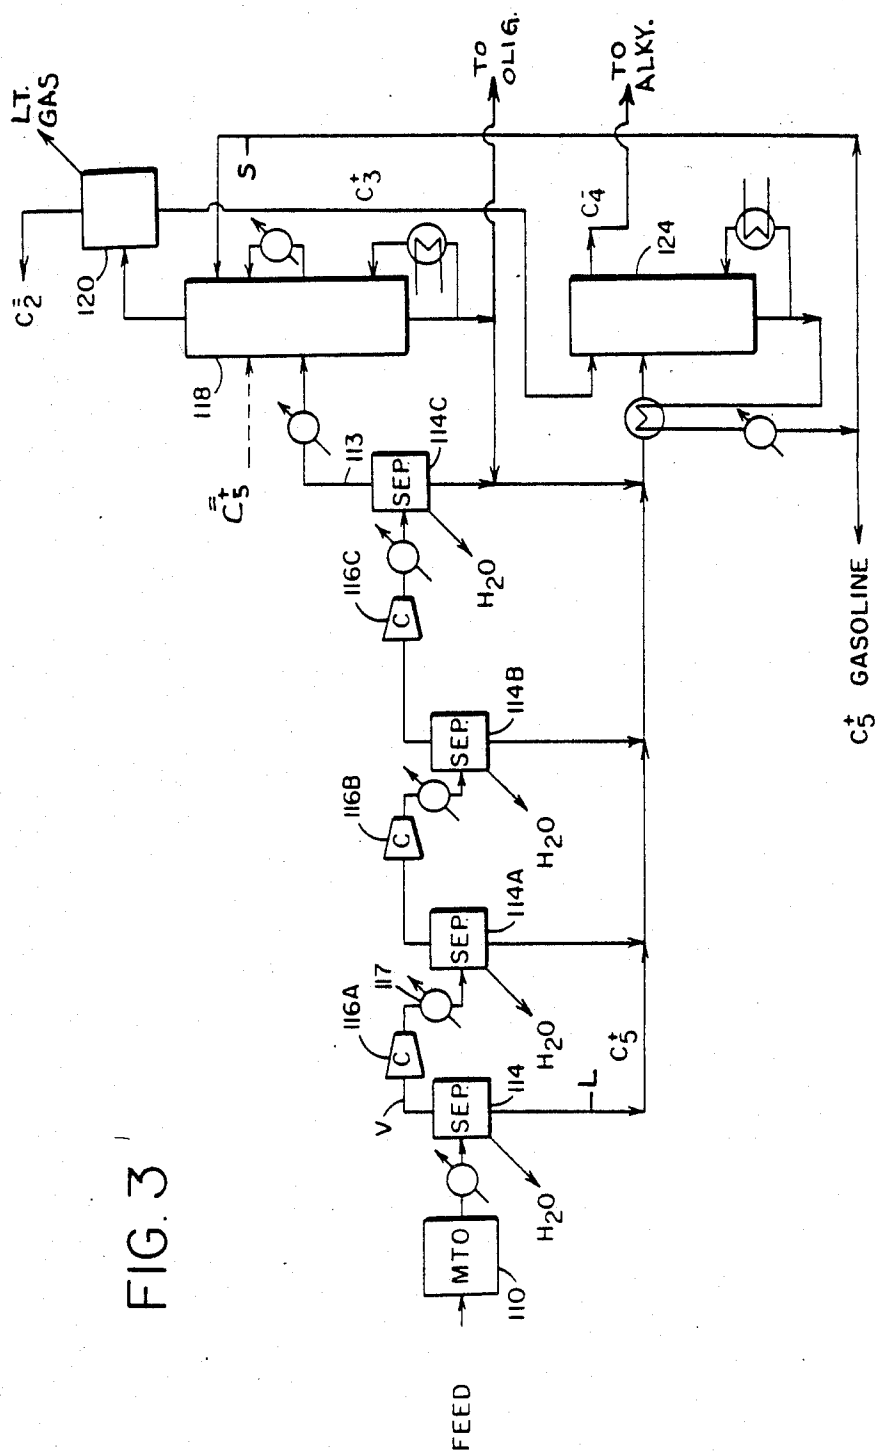 FIG. 3
FEED
MTO
110
H2O
SEP.
114
V
L
C5+
C
116A
117
SEP.
114A
H2O
C
116B
SEP.
114B
H2O
C
116C
SEP.
114C
H2O
113
118
C5+=
120
C2=
LT.
GAS
S
C3+
TO
OLIG.
124
C4-
TO
ALKY.
C5+ GASOLINE